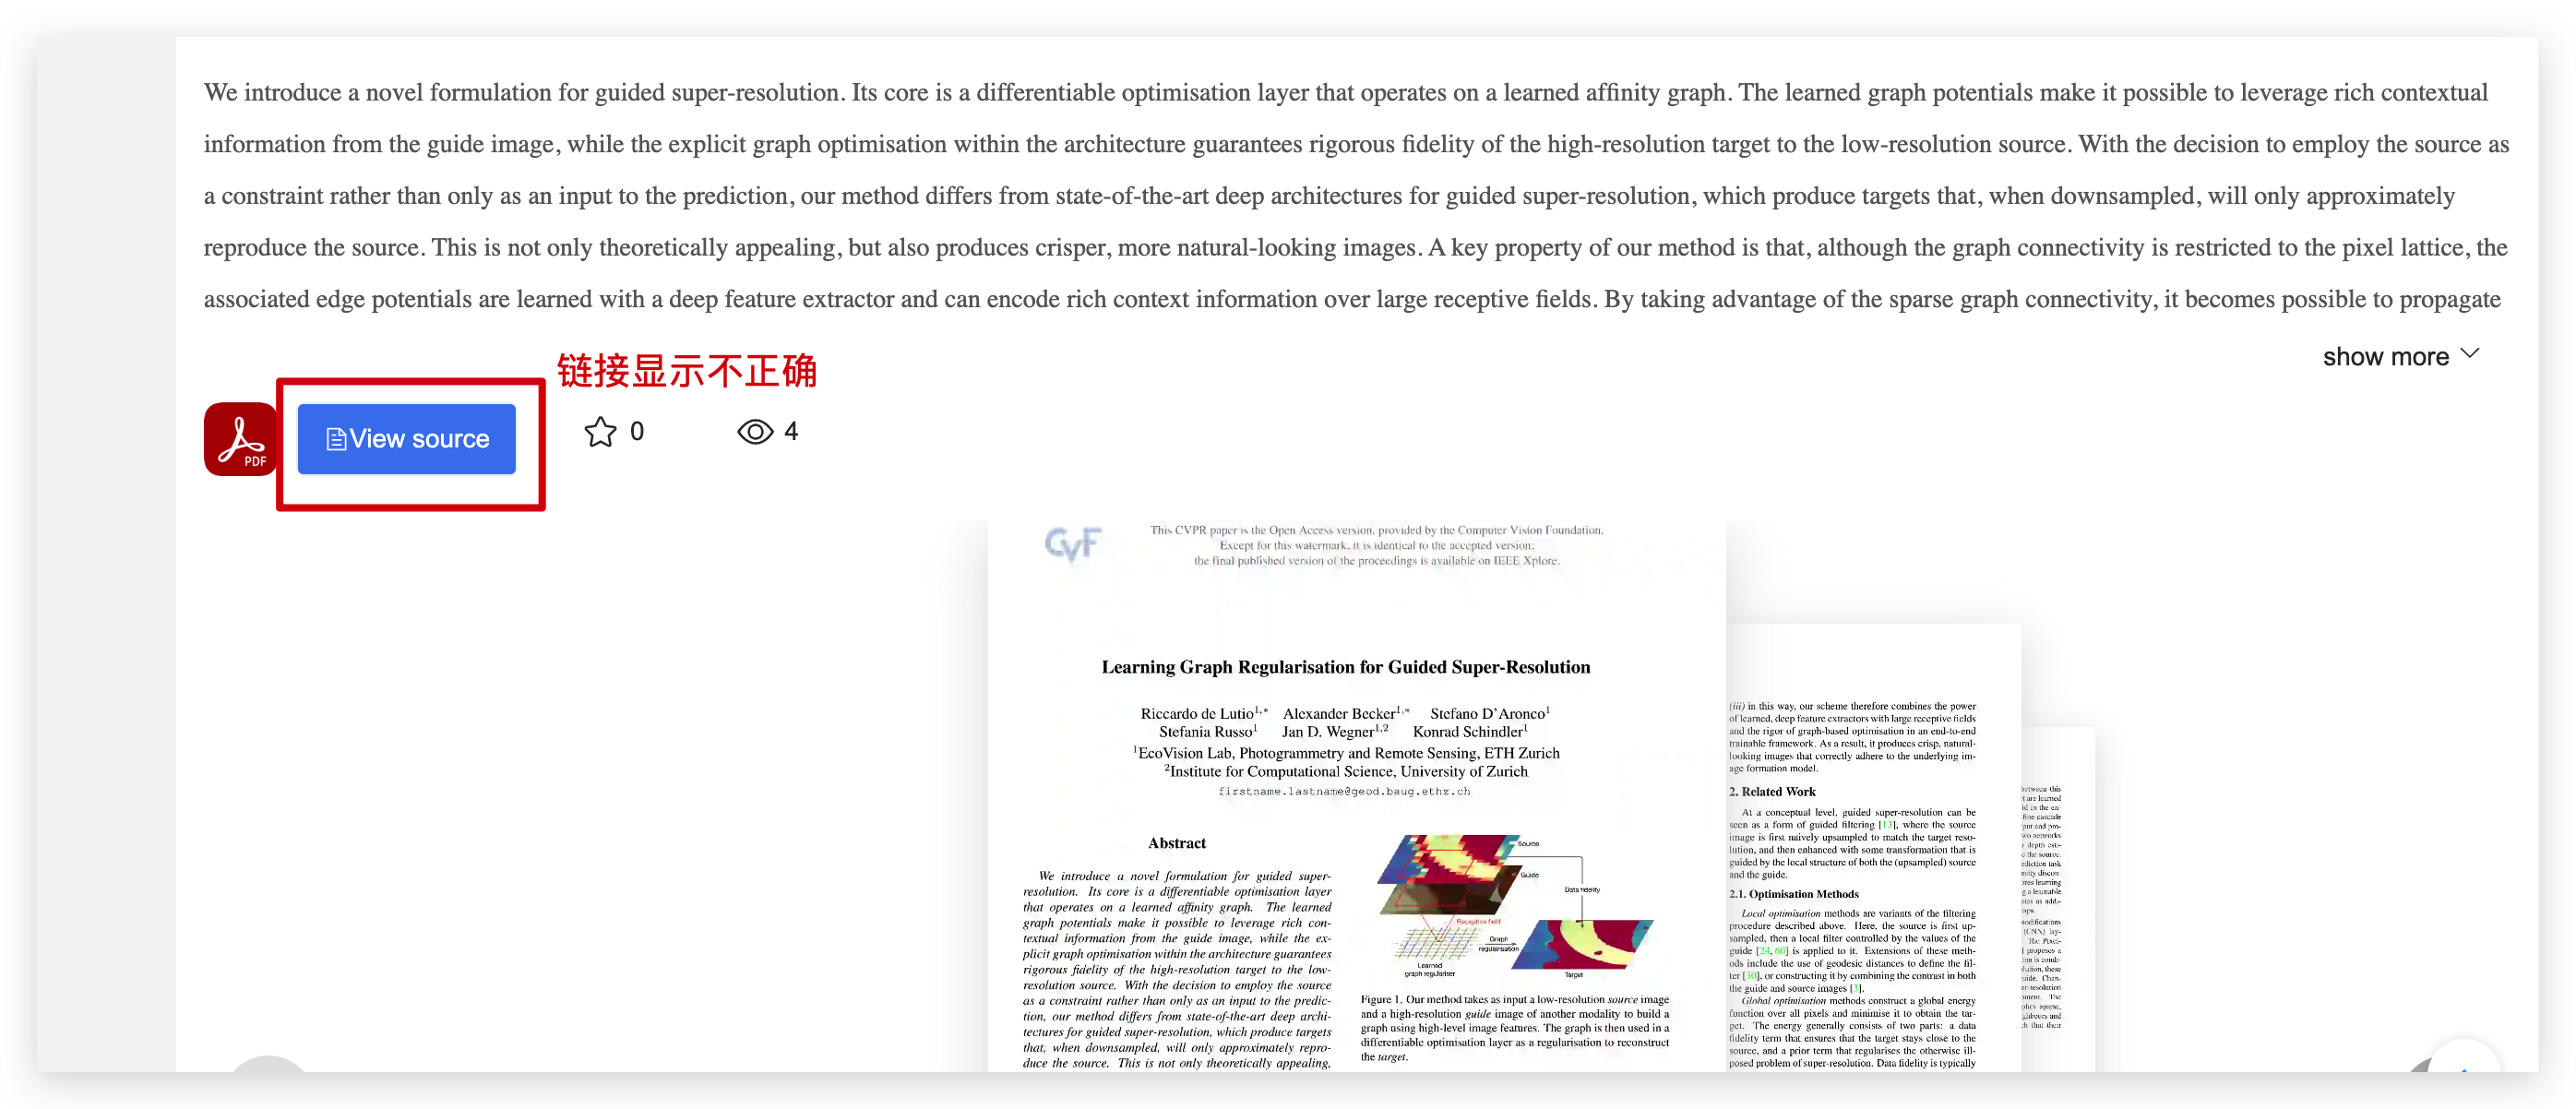 We introduce a novel formulation for guided super-resolution. Its core is a differentiable optimisation layer that operates on a learned affinity graph. The learned graph potentials make it possible to leverage rich contextual
information from the guide image, while the explicit graph optimisation within the architecture guarantees rigorous fidelity of the high-resolution target to the low-resolution source. With the decision to employ the source as
a constraint rather than only as an input to the prediction, our method differs from state-of-the-art deep architectures for guided super-resolution, which produce targets that, when downsampled, will only approximately
reproduce the source. This is not only theoretically appealing, but also produces crisper, more natural-looking images. A key property of our method is that, although the graph connectivity is restricted to the pixel lattice, the
associated edge potentials are learned with a deep feature extractor and can encode rich context information over large receptive fields. By taking advantage of the sparse graph connectivity, it becomes possible to propagate
show more
链接显示不正确
PDF
View source
0
4
CVF
This CVPR paper is the Open Access version, provided by the Computer Vision Foundation.
Except for this watermark, it is identical to the accepted version;
the final published version of the proceedings is available on IEEE Xplore.
Learning Graph Regularisation for Guided Super-Resolution
Riccardo de Lutio1,* Alexander Becker1,* Stefano D'Aronco1
Stefania Russo1 Jan D. Wegner1,2 Konrad Schindler1
1EcoVision Lab, Photogrammetry and Remote Sensing, ETH Zurich
2Institute for Computational Science, University of Zurich
firstname.lastname@geod.baug.ethz.ch
Abstract
We introduce a novel formulation for guided super-
resolution. Its core is a differentiable optimisation layer
that operates on a learned affinity graph. The learned
graph potentials make it possible to leverage rich con-
textual information from the guide image, while the ex-
plicit graph optimisation within the architecture guarantees
rigorous fidelity of the high-resolution target to the low-
resolution source. With the decision to employ the source
as a constraint rather than only as an input to the predic-
tion, our method differs from state-of-the-art deep archi-
tectures for guided super-resolution, which produce targets
that, when downsampled, will only approximately repro-
duce the source. This is not only theoretically appealing,
Source
Guide
Data fidelity
Receptive field
Graph
regularisation
Learned
graph regulariser
Target
Figure 1. Our method takes as input a low-resolution source image
and a high-resolution guide image of another modality to build a
graph using high-level image features. The graph is then used in a
differentiable optimisation layer as a regularisation to reconstruct
the target.
(iii) in this way, our scheme therefore combines the power
of learned, deep feature extractors with large receptive fields
and the rigor of graph-based optimisation in an end-to-end
trainable framework. As a result, it produces crisp, natural-
looking images that correctly adhere to the underlying im-
age formation model.
2. Related Work
At a conceptual level, guided super-resolution can be
seen as a form of guided filtering [13], where the source
image is first naively upsampled to match the target reso-
lution, and then enhanced with some transformation that is
guided by the local structure of both the (upsampled) source
and the guide.
2.1. Optimisation Methods
Local optimisation methods are variants of the filtering
procedure described above. Here, the source is first up-
sampled, then a local filter controlled by the values of the
guide [24, 60] is applied to it. Extensions of these meth-
ods include the use of geodesic distances to define the fil-
ter [30], or constructing it by combining the contrast in both
the guide and source images [3].
Global optimisation methods construct a global energy
function over all pixels and minimise it to obtain the tar-
get. The energy generally consists of two parts: a data
fidelity term that ensures that the target stays close to the
source, and a prior term that regularises the otherwise ill-
posed problem of super-resolution. Data fidelity is typically